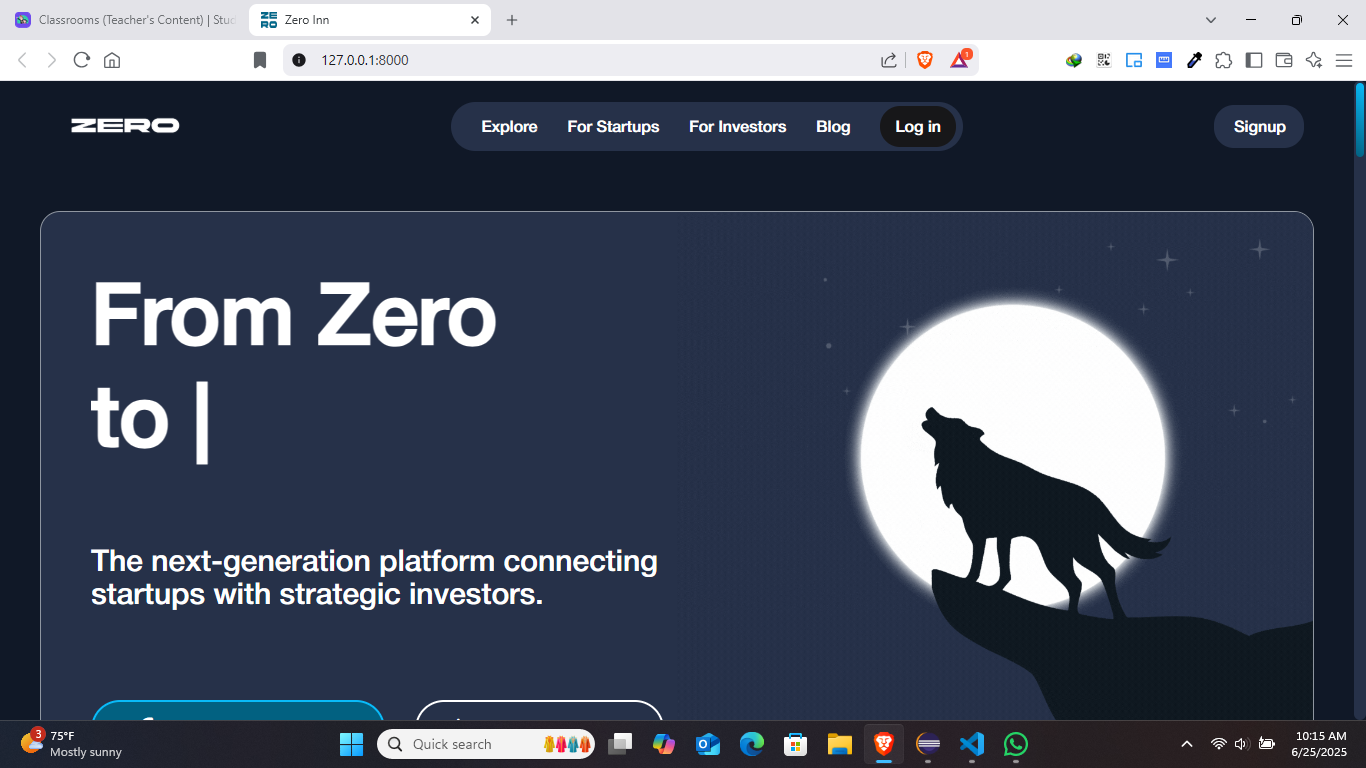 Classrooms (Teacher's Content) | Stud
ZE
RO
Zero Inn
127.0.0.1:8000
1
ZERO
Explore
For Startups
For Investors
Blog
Log in
Signup
From Zero
to |
The next-generation platform connecting
startups with strategic investors.
3
75°F
Mostly sunny
Quick search
10:15 AM
6/25/2025